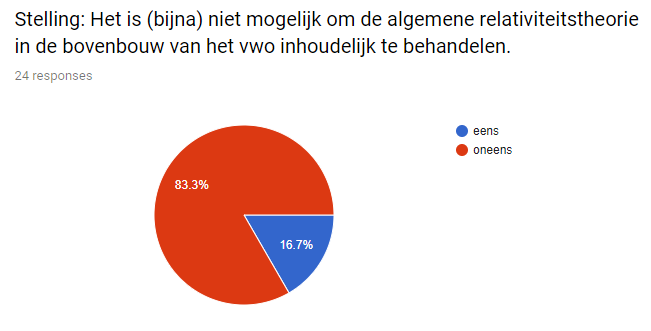 Stelling: Het is (bijna) niet mogelijk om de algemene relativiteitstheorie
in de bovenbouw van het vwo inhoudelijk te behandelen.
24 responses
eens
oneens
83.3%
16.7%